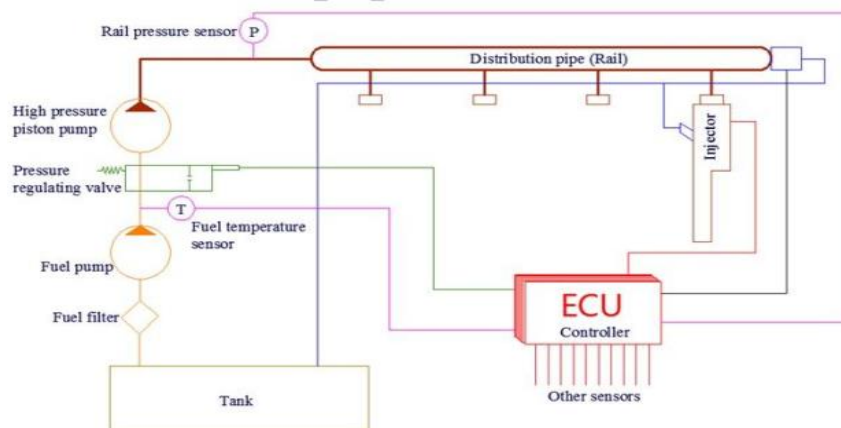 Rail pressure sensor
P
Distribution pipe (Rail)
High pressure
piston pump
Injector
Pressure
regulating valve
T
Fuel temperature
sensor
Fuel pump
ECU
Controller
Fuel filter
Tank
Other sensors